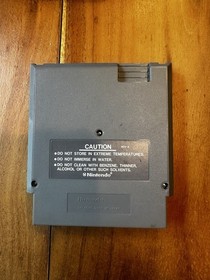 CAUTION
•DO NOT STORE IN EXTREME TEMPERATURES.
•DO NOT IMMERSE IN WATER.
•DO NOT CLEAN WITH BENZENE, THINNER,
ALCOHOL OR OTHER SUCH SOLVENTS.
Nintendo